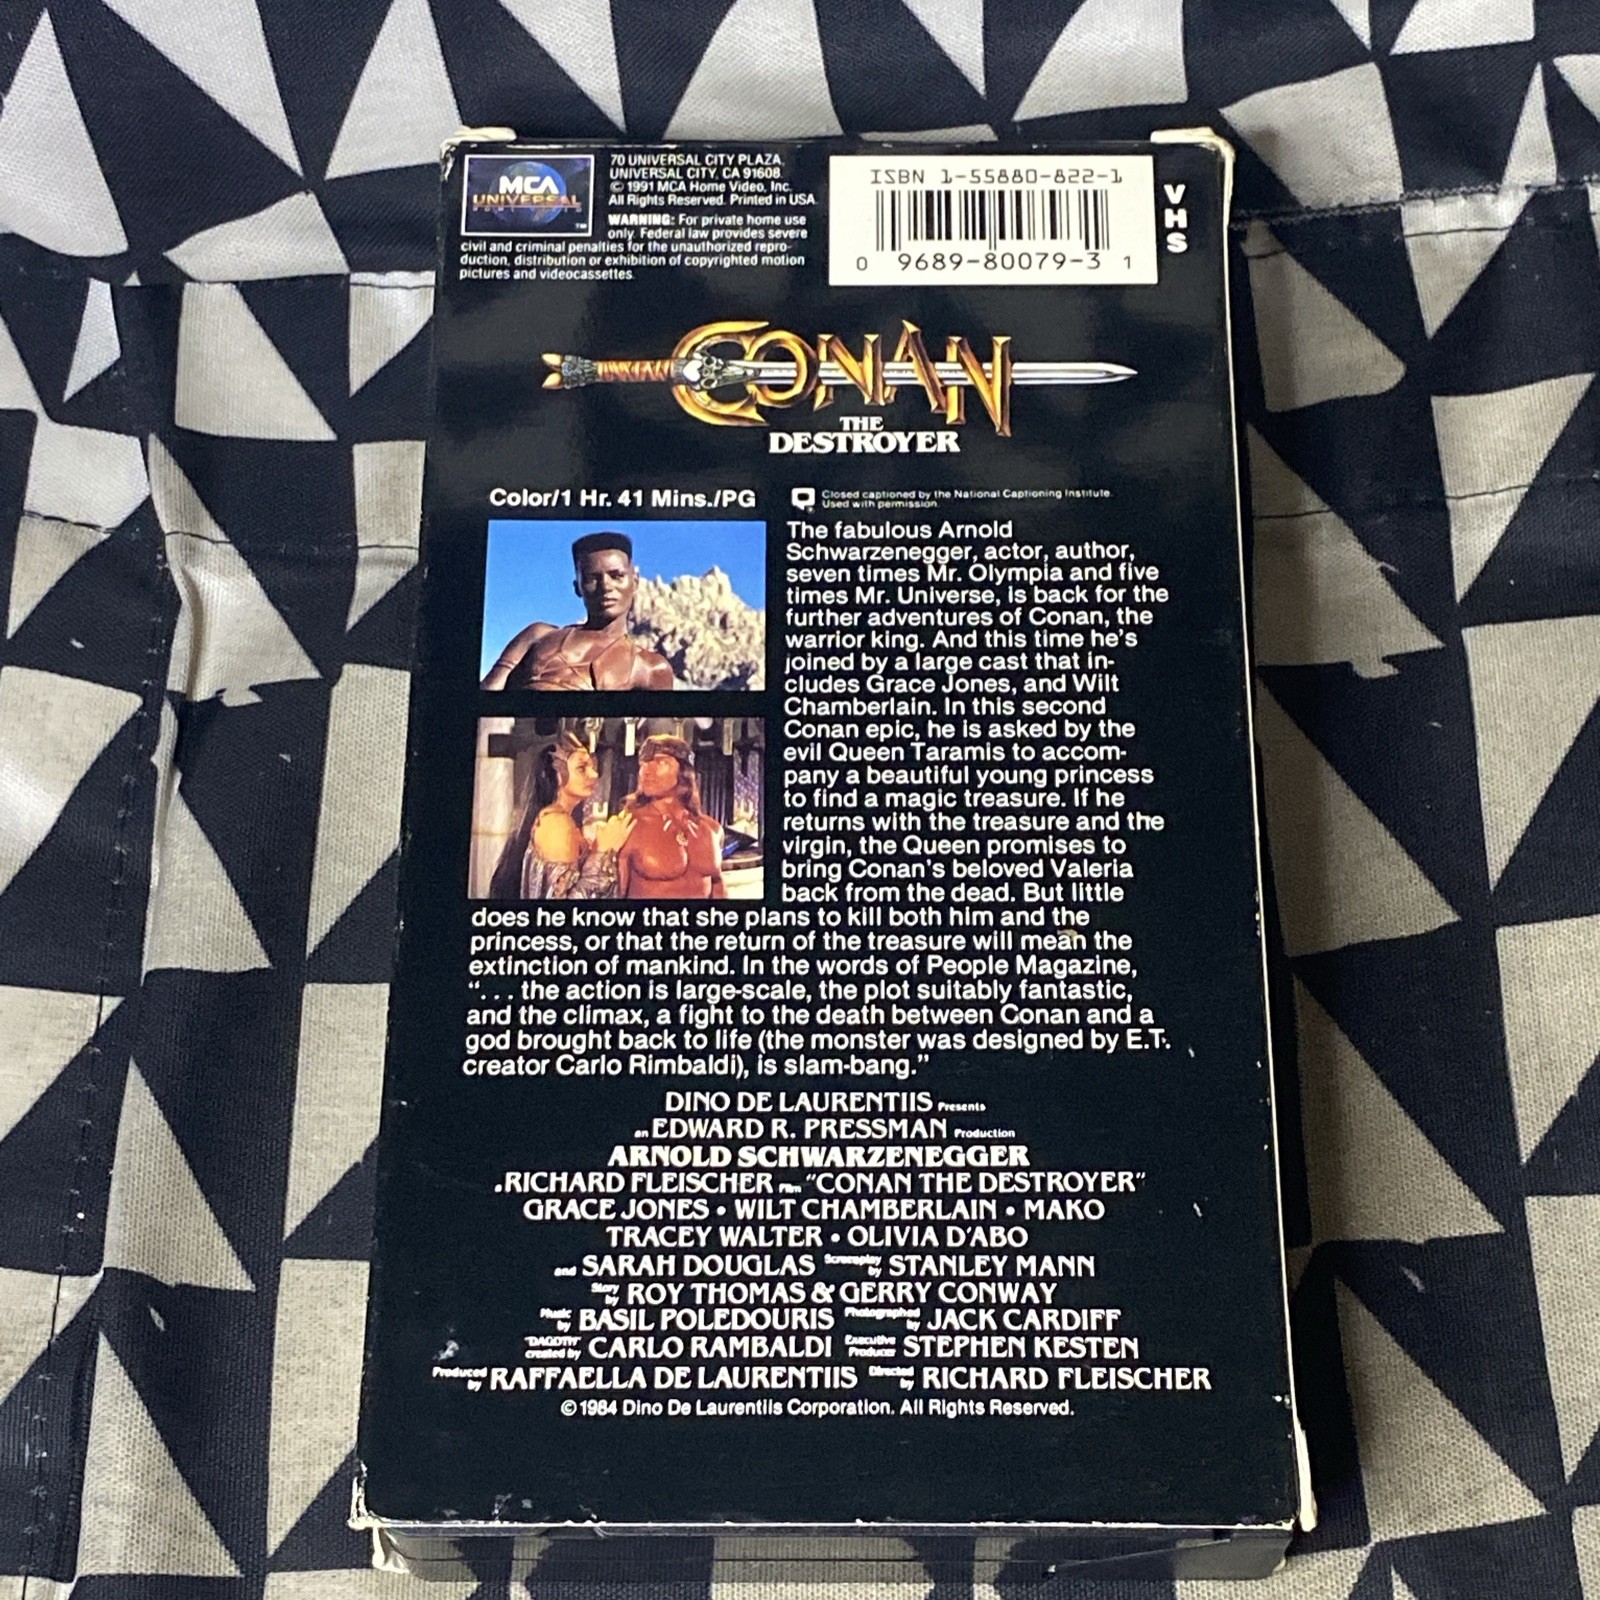 MCA
UNIVERSAL
HOME VIDEO
TM
70 UNIVERSAL CITY PLAZA,
UNIVERSAL CITY, CA 91608
© 1991 MCA Home Video, Inc.
All Rights Reserved. Printed in USA.
WARNING: For private home use
only. Federal law provides severe
civil and criminal penalties for the unauthorized repro-
duction, distribution or exhibition of copyrighted motion
pictures and videocassettes.
ISBN 1-55880-822-1
0 9689-80079-3 1
VHS
CONAN
THE
DESTROYER
Color/1 Hr. 41 Mins./PG
Closed captioned by the National Captioning Institute.
Used with permission.
The fabulous Arnold
Schwarzenegger, actor, author,
seven times Mr. Olympia and five
times Mr. Universe, is back for the
further adventures of Conan, the
warrior king. And this time he's
joined by a large cast that in-
cludes Grace Jones, and Wilt
Chamberlain. In this second
Conan epic, he is asked by the
evil Queen Taramis to accom-
pany a beautiful young princess
to find a magic treasure. If he
returns with the treasure and the
virgin, the Queen promises to
bring Conan's beloved Valeria
back from the dead. But little
does he know that she plans to kill both him and the
princess, or that the return of the treasure will mean the
extinction of mankind. In the words of People Magazine,
"... the action is large-scale, the plot suitably fantastic,
and the climax, a fight to the death between Conan and a
god brought back to life (the monster was designed by E.T.
creator Carlo Rimbaldi), is slam-bang."
DINO DE LAURENTIIS Presents
an EDWARD R. PRESSMAN Production
ARNOLD SCHWARZENEGGER
a RICHARD FLEISCHER Film "CONAN THE DESTROYER"
GRACE JONES • WILT CHAMBERLAIN • MAKO
TRACEY WALTER • OLIVIA D'ABO
and SARAH DOUGLAS Screenplay by STANLEY MANN
Story by ROY THOMAS & GERRY CONWAY
Music by BASIL POLEDOURIS Photographed by JACK CARDIFF
"DAGOTH" created by CARLO RAMBALDI Executive Producer STEPHEN KESTEN
Produced by RAFFAELLA DE LAURENTIIS Directed by RICHARD FLEISCHER
© 1984 Dino De Laurentiis Corporation. All Rights Reserved.